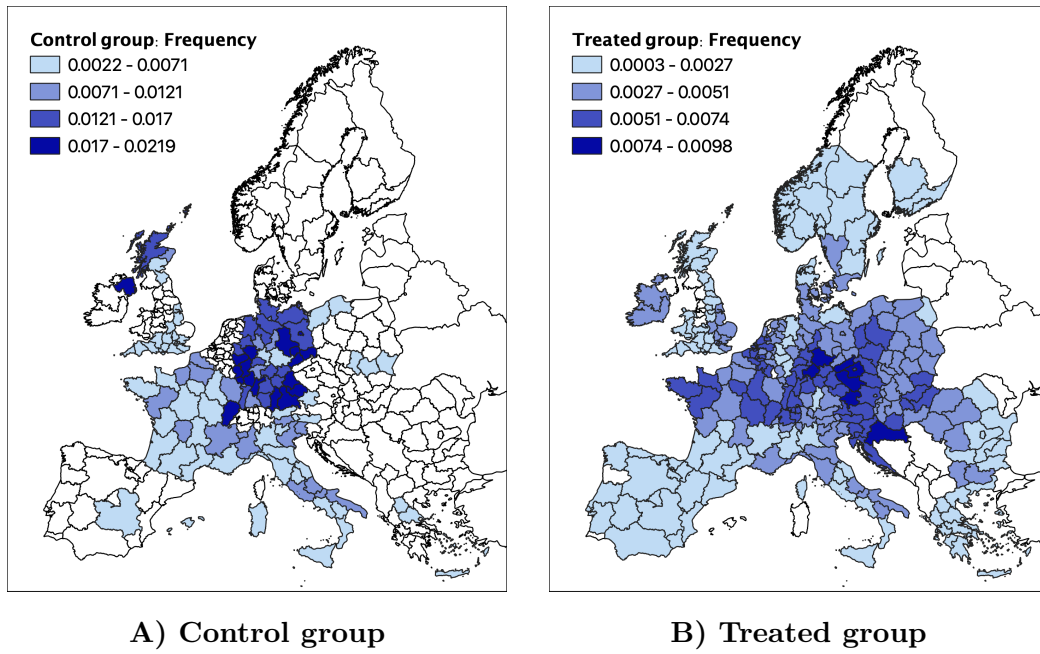 Control group: Frequency
0.0022 - 0.0071
0.0071 - 0.0121
0.0121 - 0.017
0.017 - 0.0219
Treated group: Frequency
0.0003 - 0.0027
0.0027 - 0.0051
0.0051 - 0.0074
0.0074 - 0.0098
A) Control group
B) Treated group